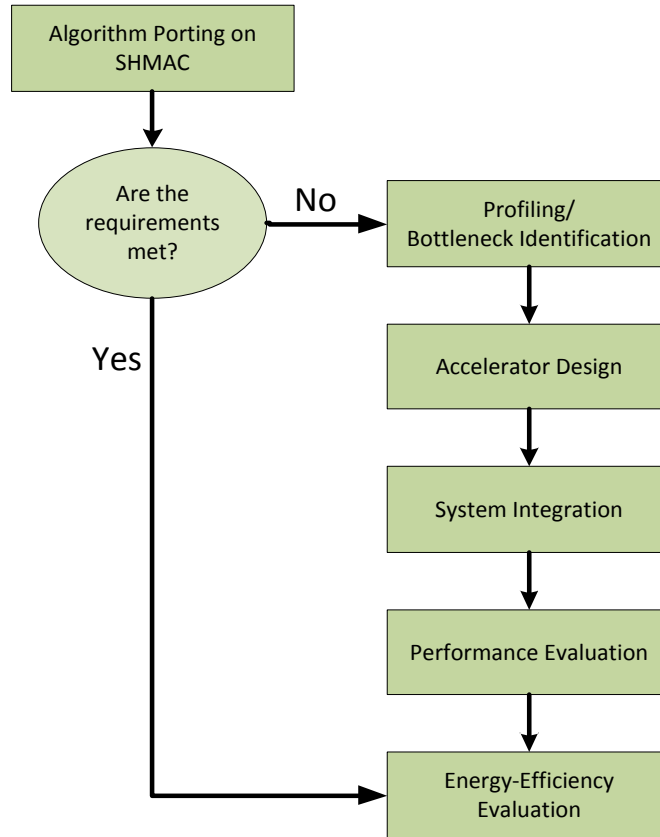 Algorithm Porting on
SHMAC
Are the
requirements
met?
No
Profiling/
Bottleneck Identification
Yes
Accelerator Design
System Integration
Performance Evaluation
Energy-Efficiency
Evaluation